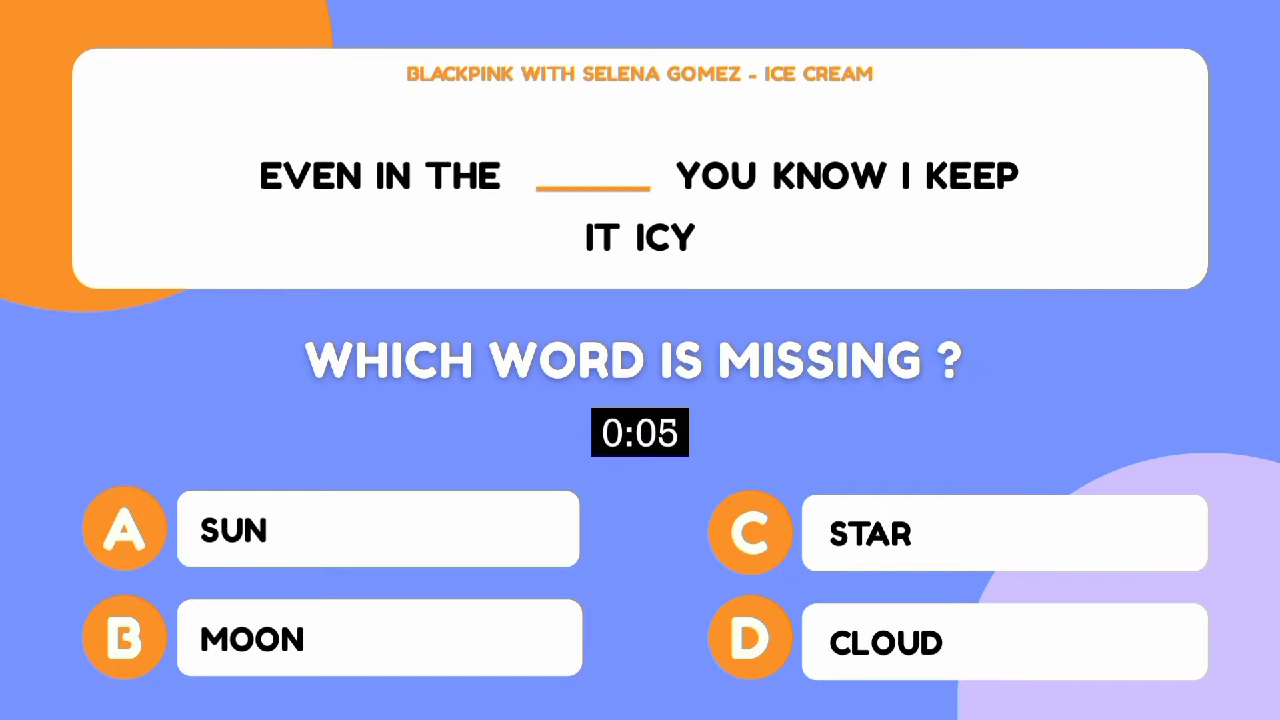 BLACKPINK WITH SELENA GOMEZ - ICE CREAM
EVEN IN THE ______ YOU KNOW I KEEP
IT ICY
WHICH WORD IS MISSING ?
0:05
A SUN
C STAR
B MOON
D CLOUD